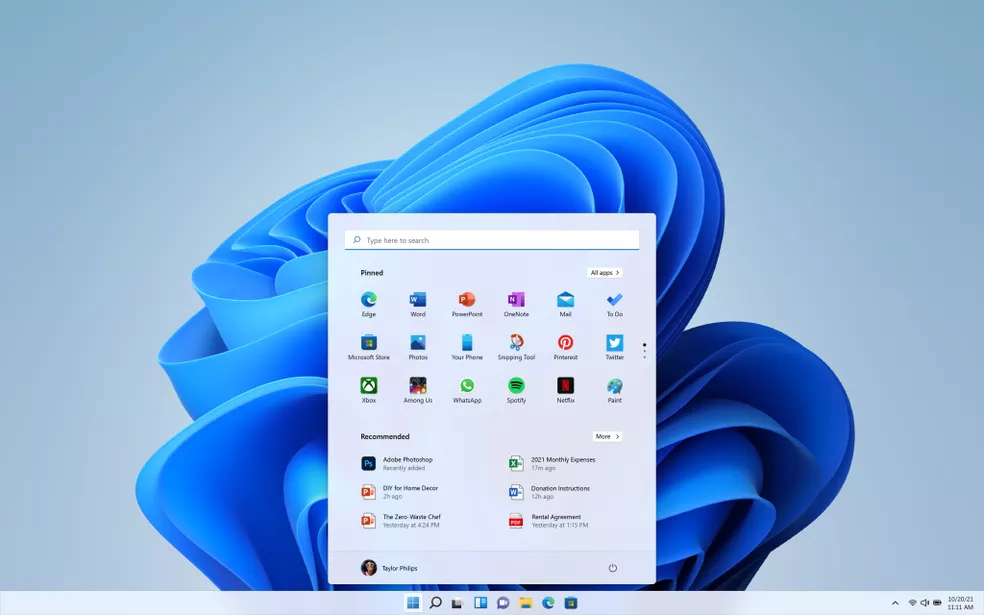 Type here to search
Pinned
All apps
Edge
Word
PowerPoint
OneNote
Mail
To Do
Microsoft Store
Photos
Your Phone
Snipping Tool
Pinterest
Twitter
Xbox
Among Us
WhatsApp
Spotify
Netflix
Paint
Recommended
More
Adobe Photoshop
Recently added
2021 Monthly Expenses
17m ago
DIY for Home Decor
2h ago
Donation Instructions
12h ago
The Zero-Waste Chef
Yesterday at 4:24 PM
Rental Agreement
Yesterday at 1:15 PM
Taylor Philips
10/20/21
11:11 AM